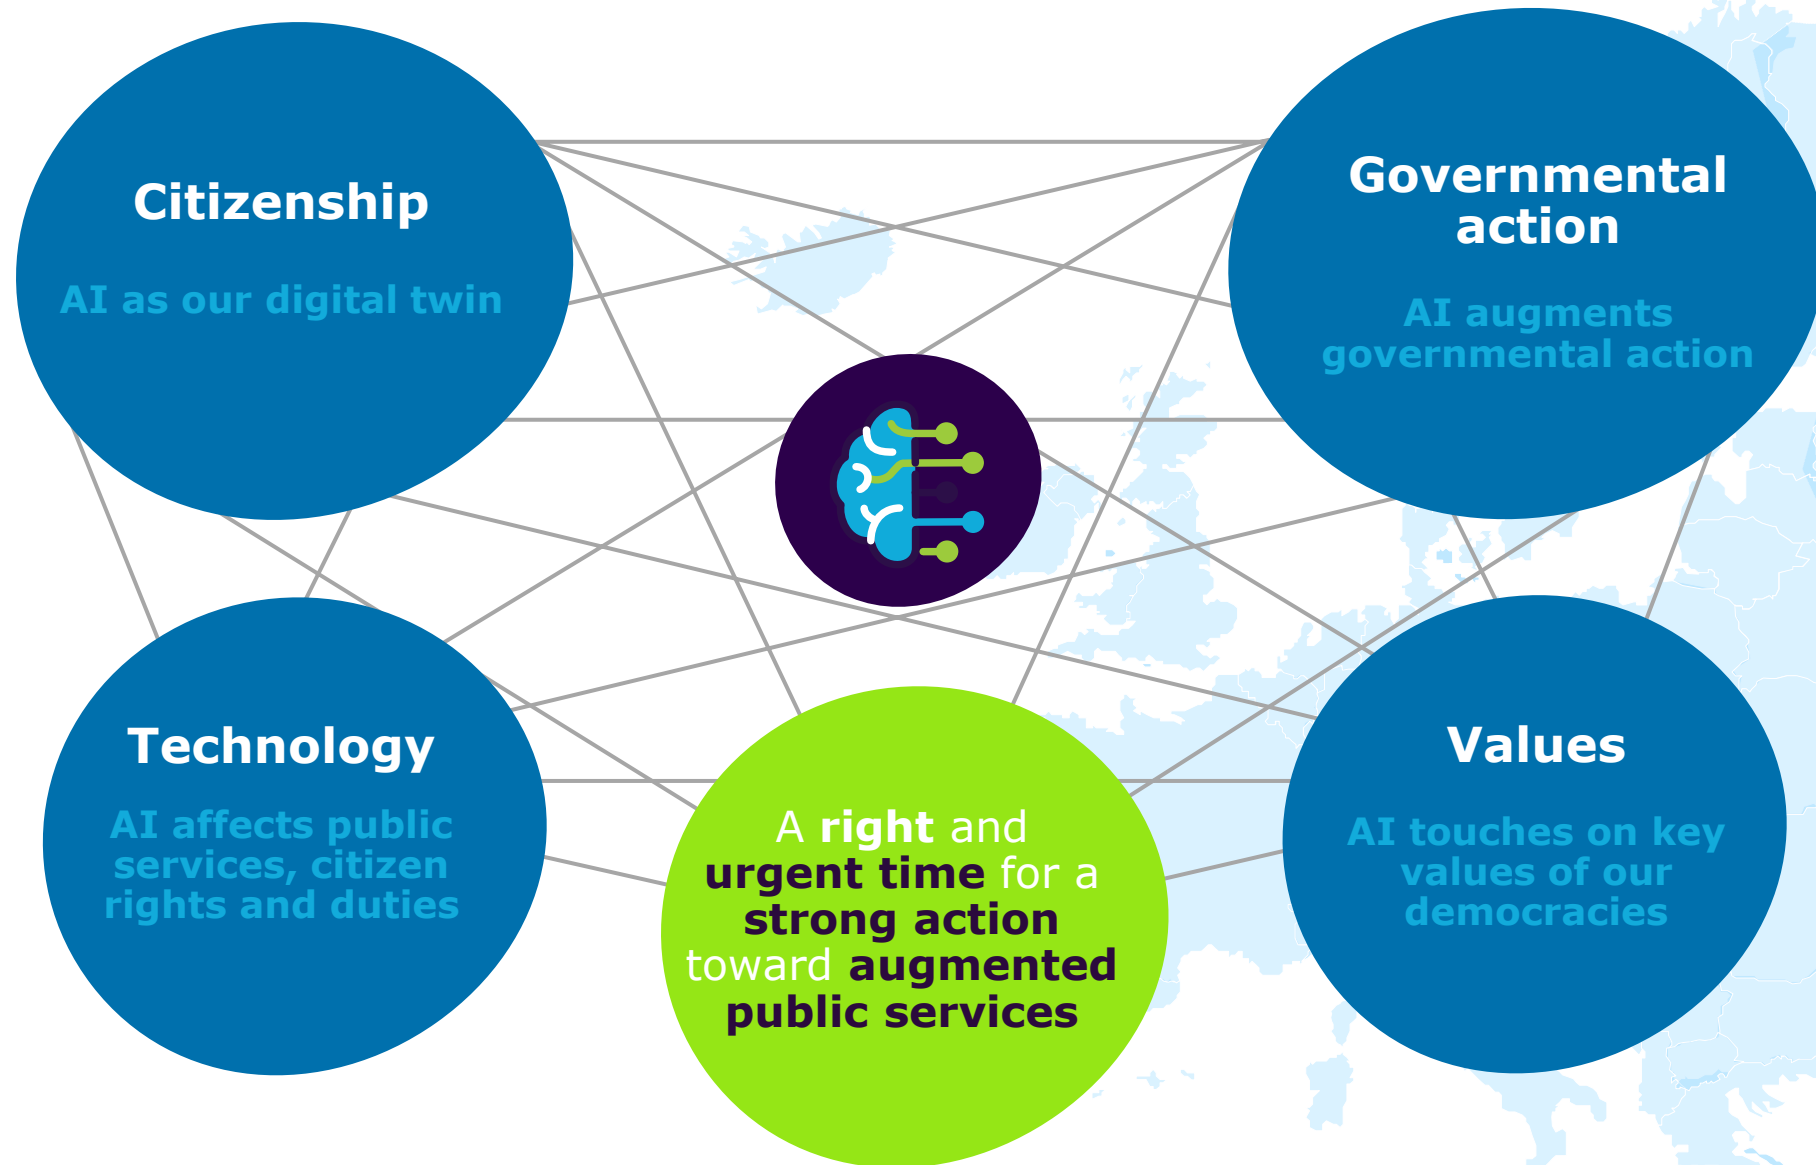 Citizenship
AI as our digital twin
Governmental
action
AI augments
governmental action
Technology
AI affects public
services, citizen
rights and duties
A right and
urgent time for a
strong action
toward augmented
public services
Values
AI touches on key
values of our
democracies